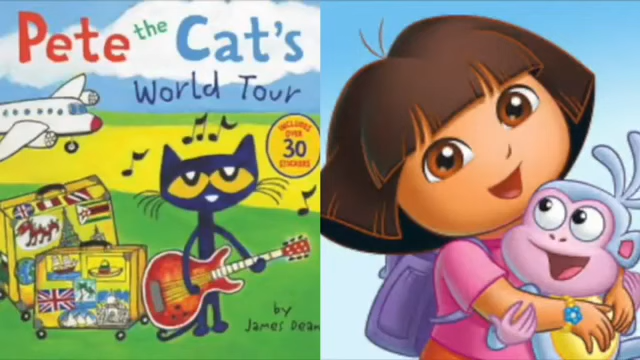 Pete the Cat's
World Tour
INCLUDES
OVER
30
STICKERS
by
James Dean